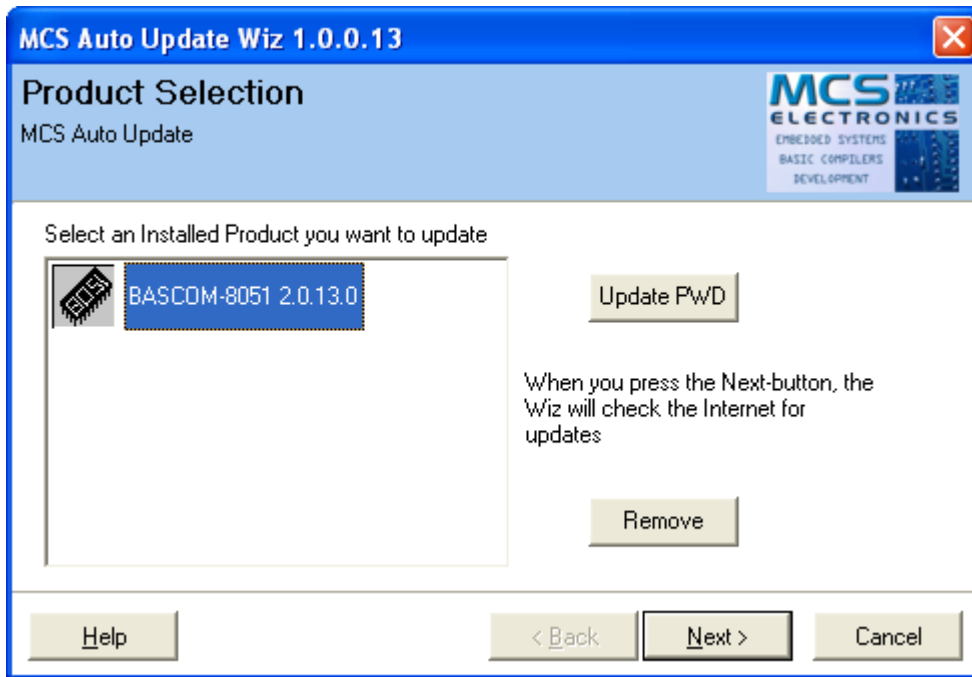 MCS Auto Update Wiz 1.0.0.13
Product Selection
MCS Auto Update
MCS
ELECTRONICS
EMBEDDED SYSTEMS
BASIC COMPILERS
DEVELOPMENT
Select an Installed Product you want to update
8051
BASCOM-8051 2.0.13.0
Update PWD
When you press the Next-button, the
Wiz will check the Internet for
updates
Remove
Help
< Back
Next >
Cancel